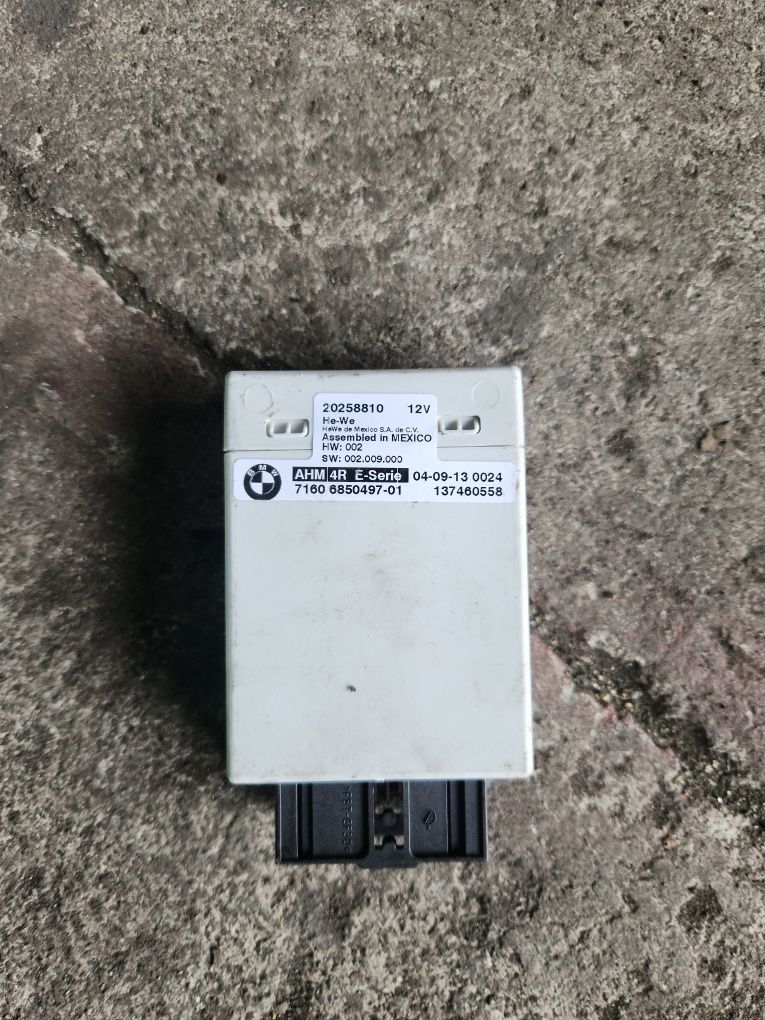 20258810 12V
He-We
HeWe de Mexico S.A. de C.V.
Assembled in MEXICO
HW: 002
SW: 002.009.000
BMW
AHM 4R E-Serie 04-09-13 0024
7160 6850497-01 137460558